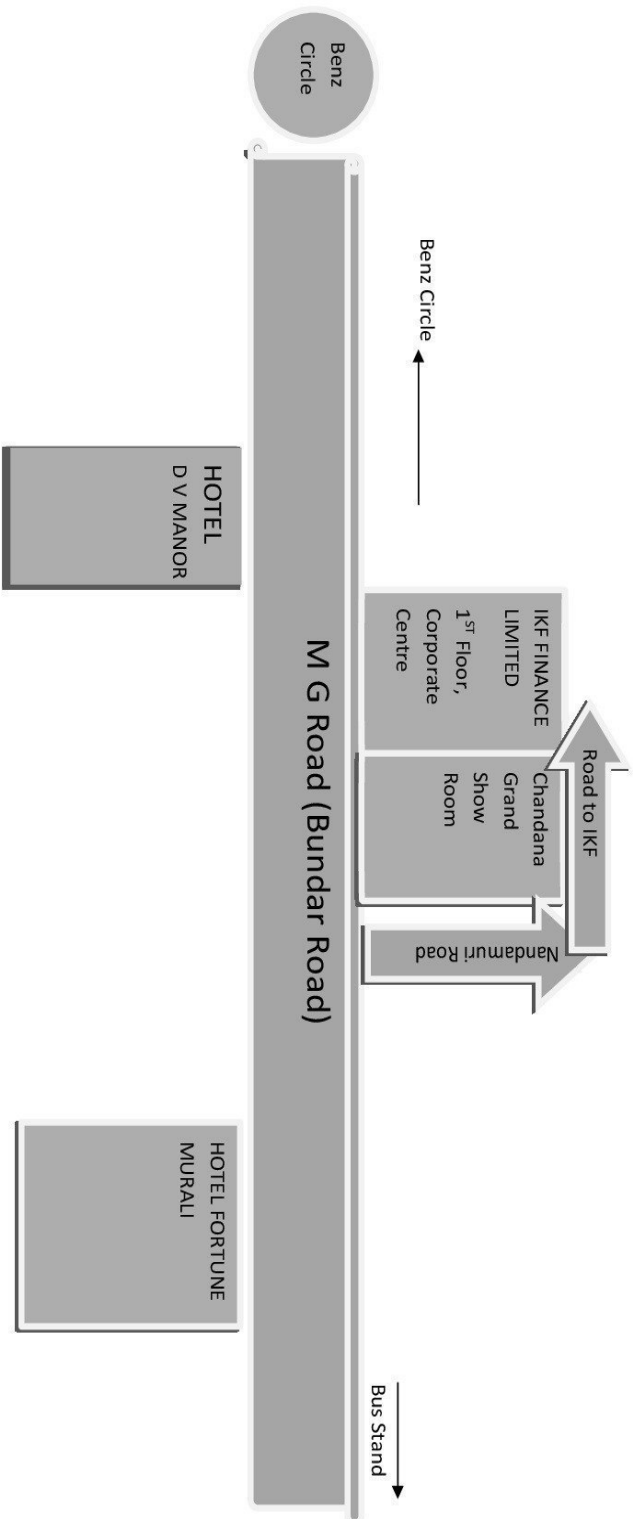 Benz
Circle
Benz Circle
HOTEL
D V MANOR
IKF FINANCE
LIMITED
1ST Floor,
Corporate
Centre
Road to IKF
Chandana
Grand
Show
Room
Nandamuri Road
M G Road (Bundar Road)
HOTEL FORTUNE
MURALI
Bus Stand